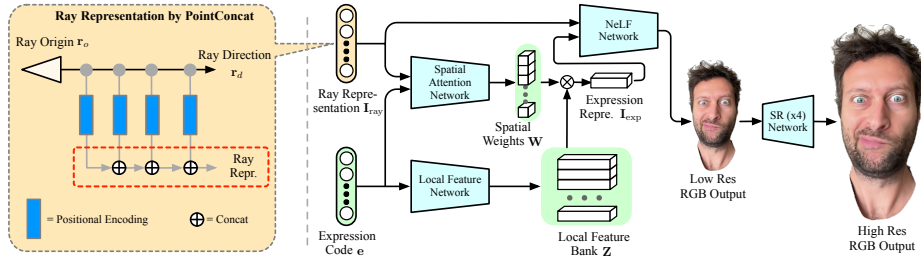 Ray Representation by PointConcat
Ray Origin r_o
Ray Direction
r_d
Ray
Repr.
= Positional Encoding
= Concat
Ray Repre-
sentation I_ray
Expression
Code e
Spatial
Attention
Network
Local Feature
Network
Spatial
Weights W
NeLF
Network
Expression
Repre. I_exp
Local Feature
Bank Z
Low Res
RGB Output
SR (x4)
Network
High Res
RGB Output